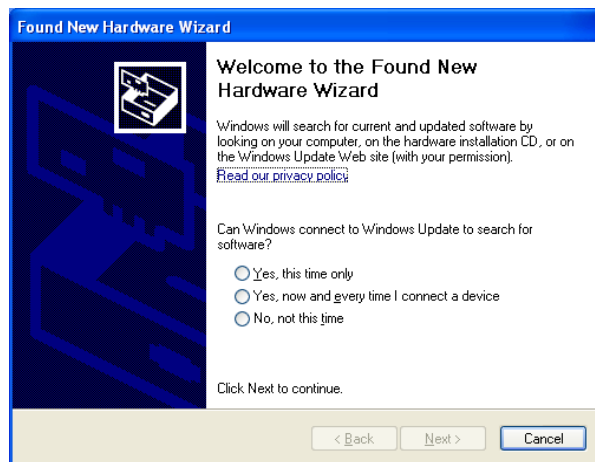 Found New Hardware Wizard
Welcome to the Found New
Hardware Wizard
Windows will search for current and updated software by
looking on your computer, on the hardware installation CD, or on
the Windows Update Web site (with your permission).
Read our privacy policy
Can Windows connect to Windows Update to search for
software?
Yes, this time only
Yes, now and every time I connect a device
No, not this time
Click Next to continue.
< Back
Next >
Cancel